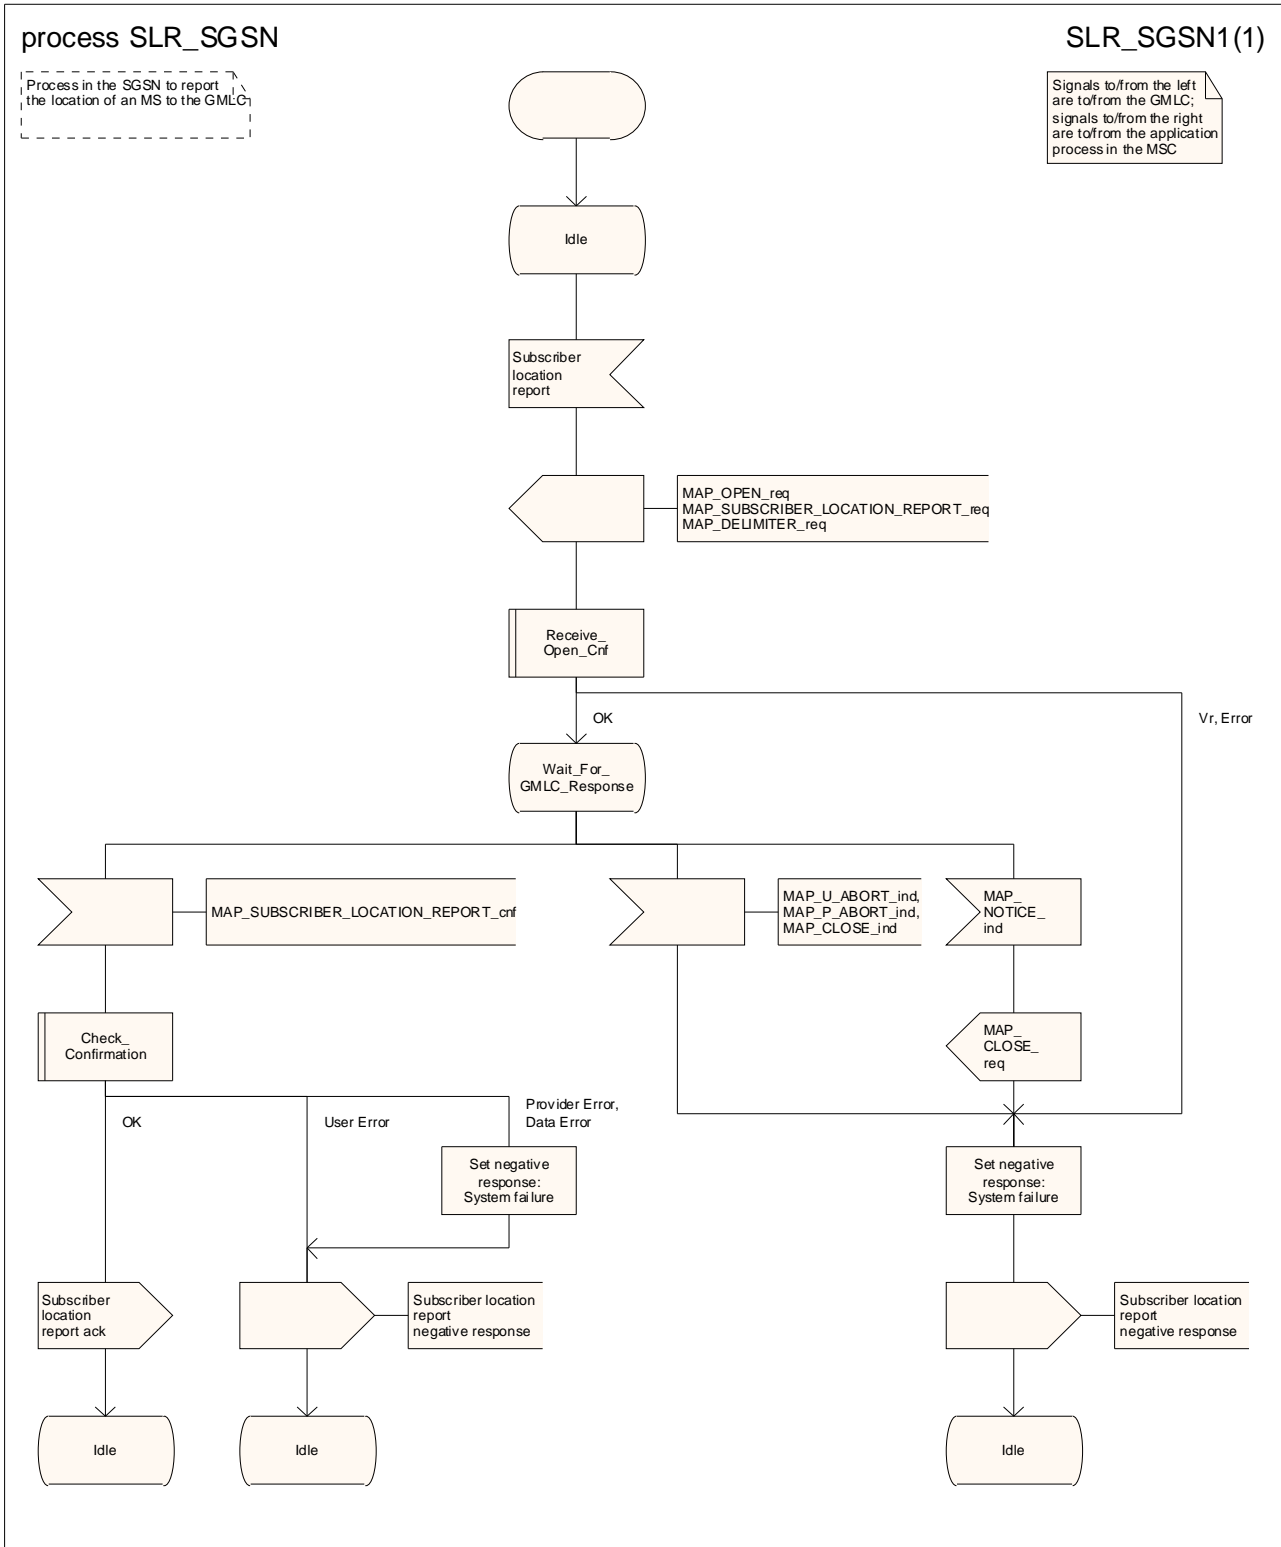 process SLR_SGSN
SLR_SGSN1(1)
Process in the SGSN to report
the location of an MS to the GMLC
Signals to/from the left
are to/from the GMLC;
signals to/from the right
are to/from the application
process in the MSC
Idle
Subscriber
location
report
MAP_OPEN_req
MAP_SUBSCRIBER_LOCATION_REPORT_req
MAP_DELIMITER_req
Receive_
Open_Cnf
OK
Vr, Error
Wait_For_
GMLC_Response
MAP_SUBSCRIBER_LOCATION_REPORT_cnf
MAP_U_ABORT_ind,
MAP_P_ABORT_ind,
MAP_CLOSE_ind
MAP_
NOTICE_
ind
Check_
Confirmation
MAP_
CLOSE_
req
OK
User Error
Provider Error,
Data Error
Set negative
response:
System failure
Set negative
response:
System failure
Subscriber
location
report ack
Subscriber location
report
negative response
Subscriber location
report
negative response
Idle
Idle
Idle